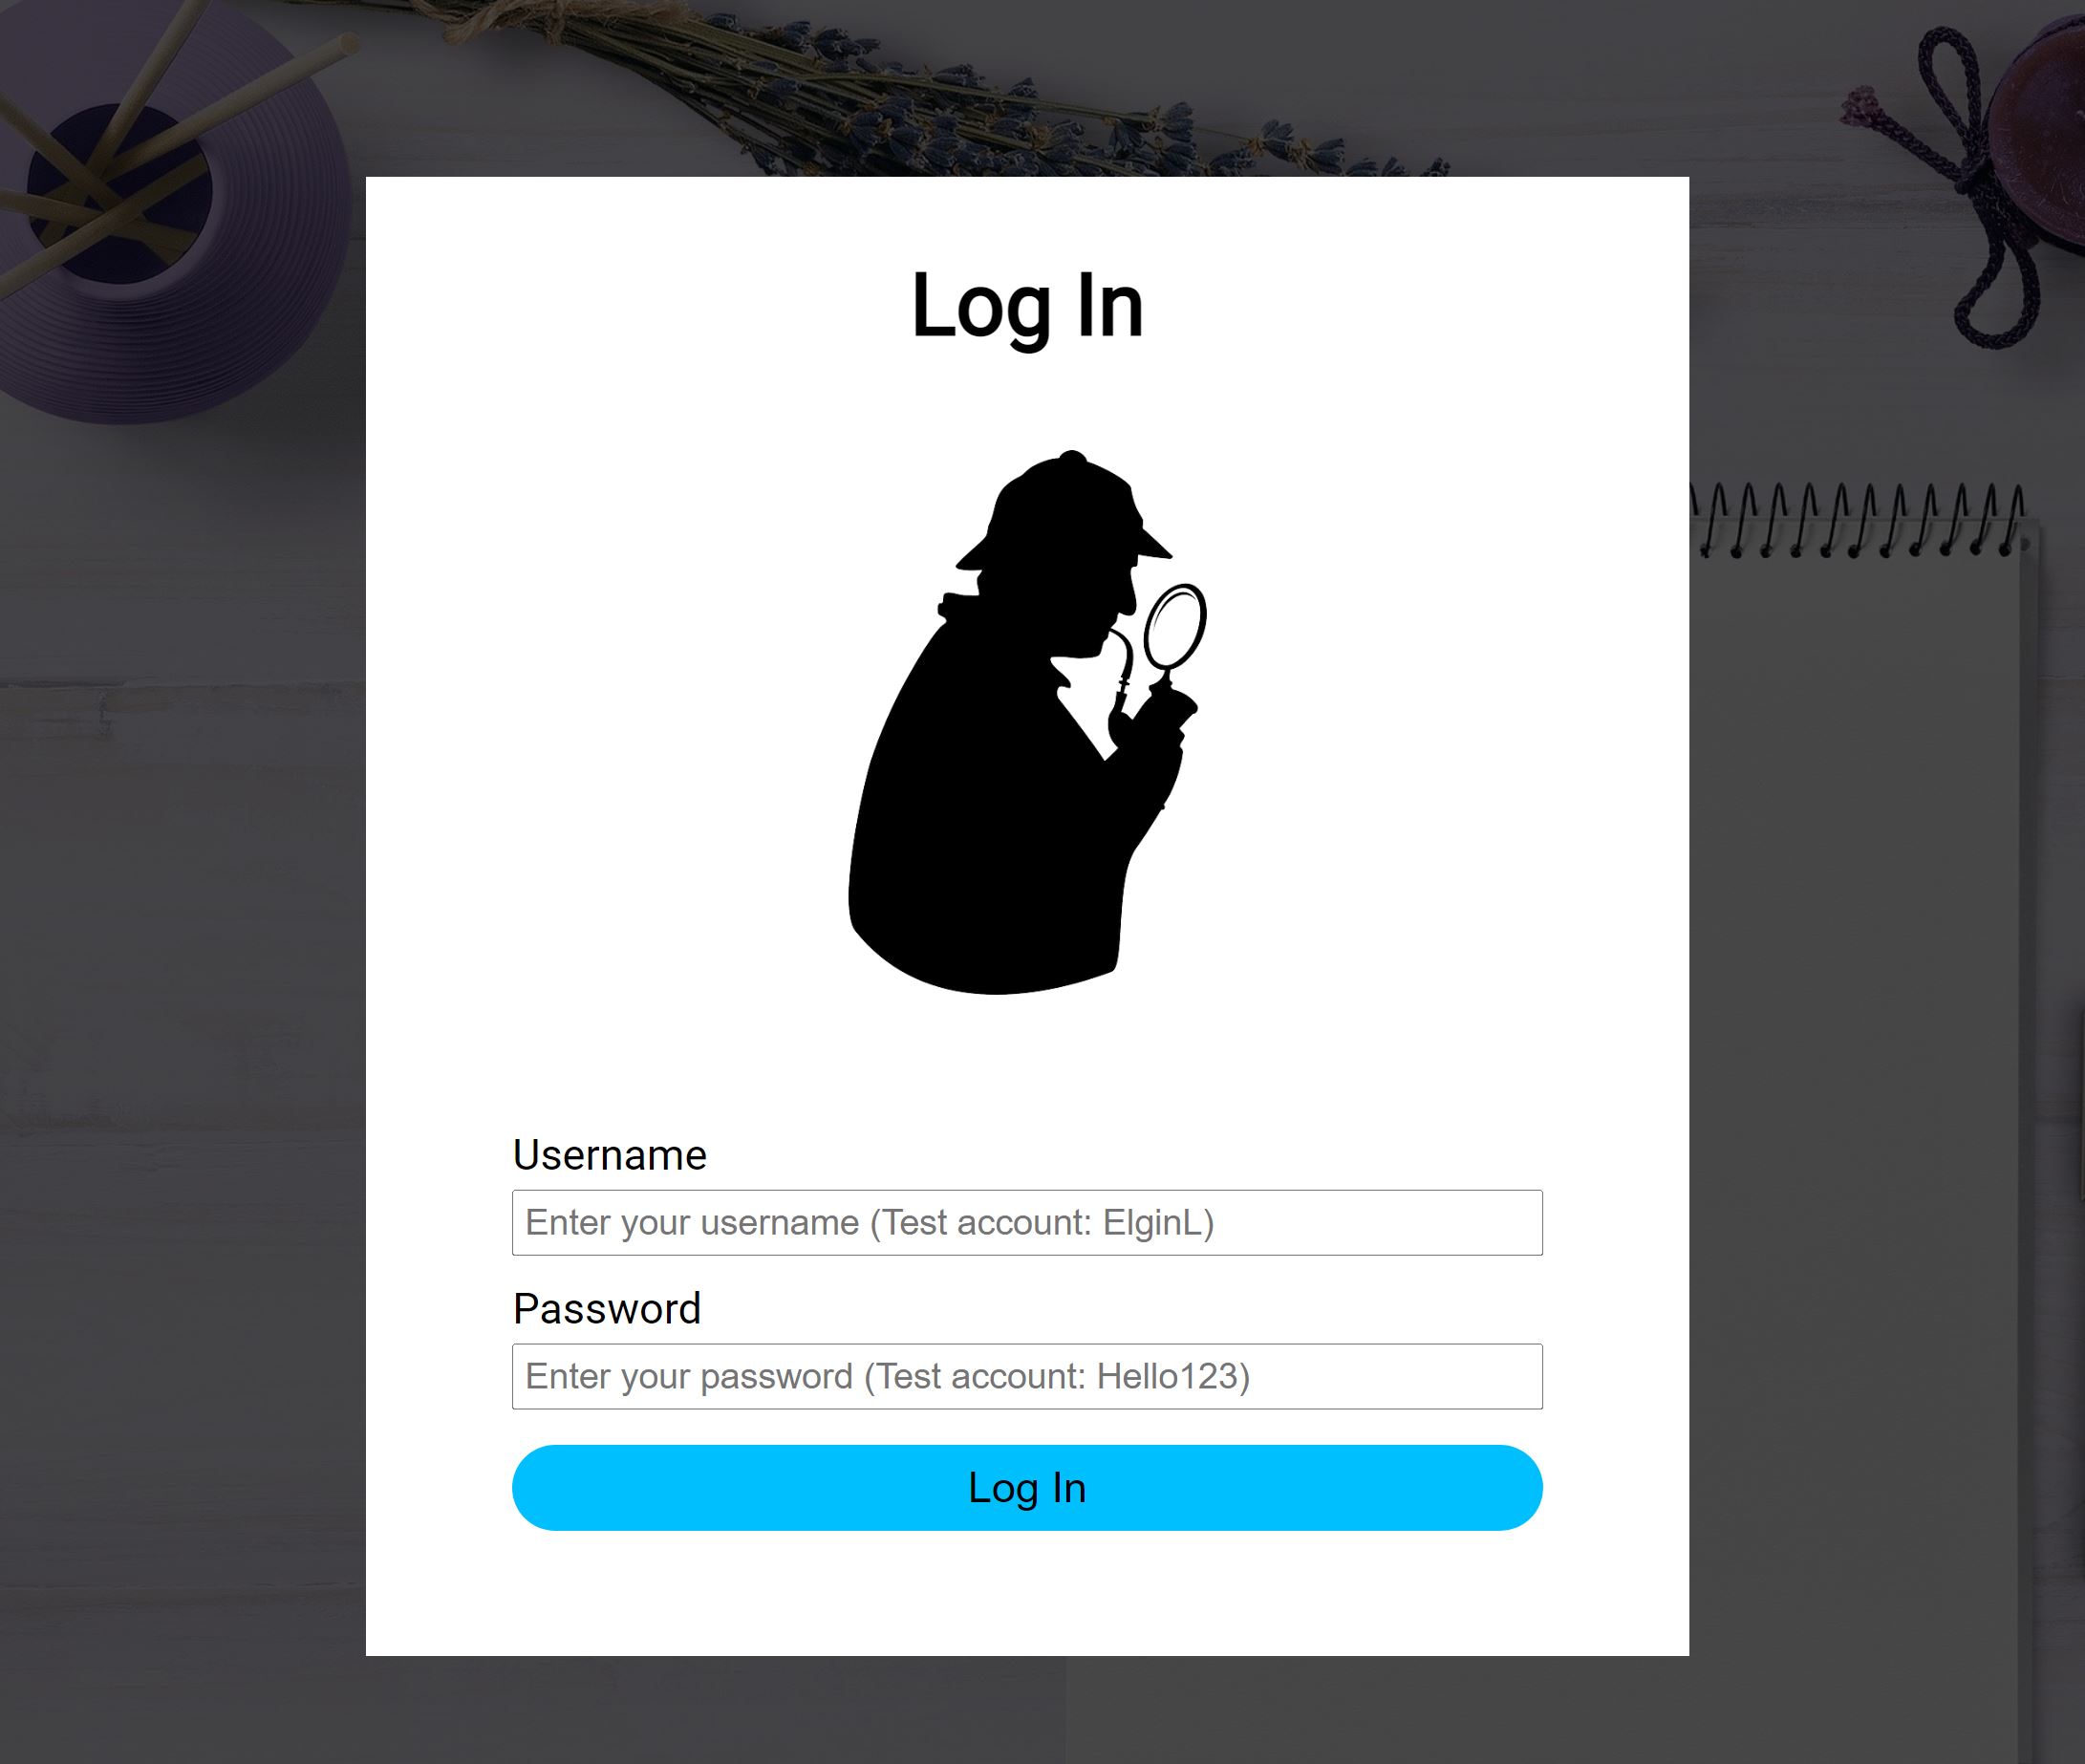 Log In
Username
Enter your username (Test account: ElginL)
Password
Enter your password (Test account: Hello123)
Log In